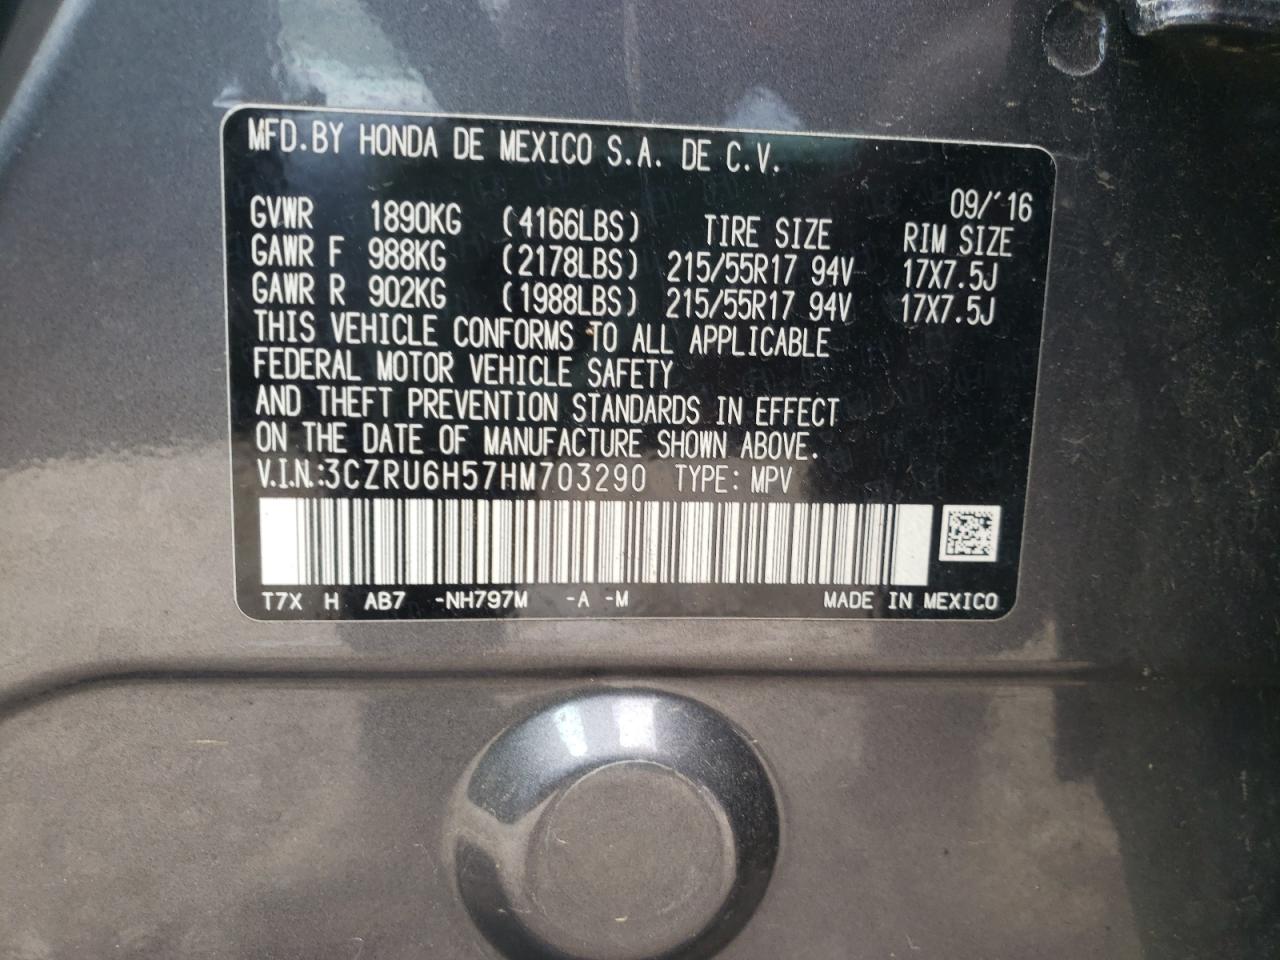 MFD.BY HONDA DE MEXICO S.A. DE C.V.
09/'16
GVWR 1890KG (4166LBS) TIRE SIZE RIM SIZE
GAWR F 988KG (2178LBS) 215/55R17 94V 17X7.5J
GAWR R 902KG (1988LBS) 215/55R17 94V 17X7.5J
THIS VEHICLE CONFORMS TO ALL APPLICABLE
FEDERAL MOTOR VEHICLE SAFETY
AND THEFT PREVENTION STANDARDS IN EFFECT
ON THE DATE OF MANUFACTURE SHOWN ABOVE.
V.I.N.:3CZRU6H57HM703290 TYPE: MPV
T7X H AB7 -NH797M -A -M MADE IN MEXICO